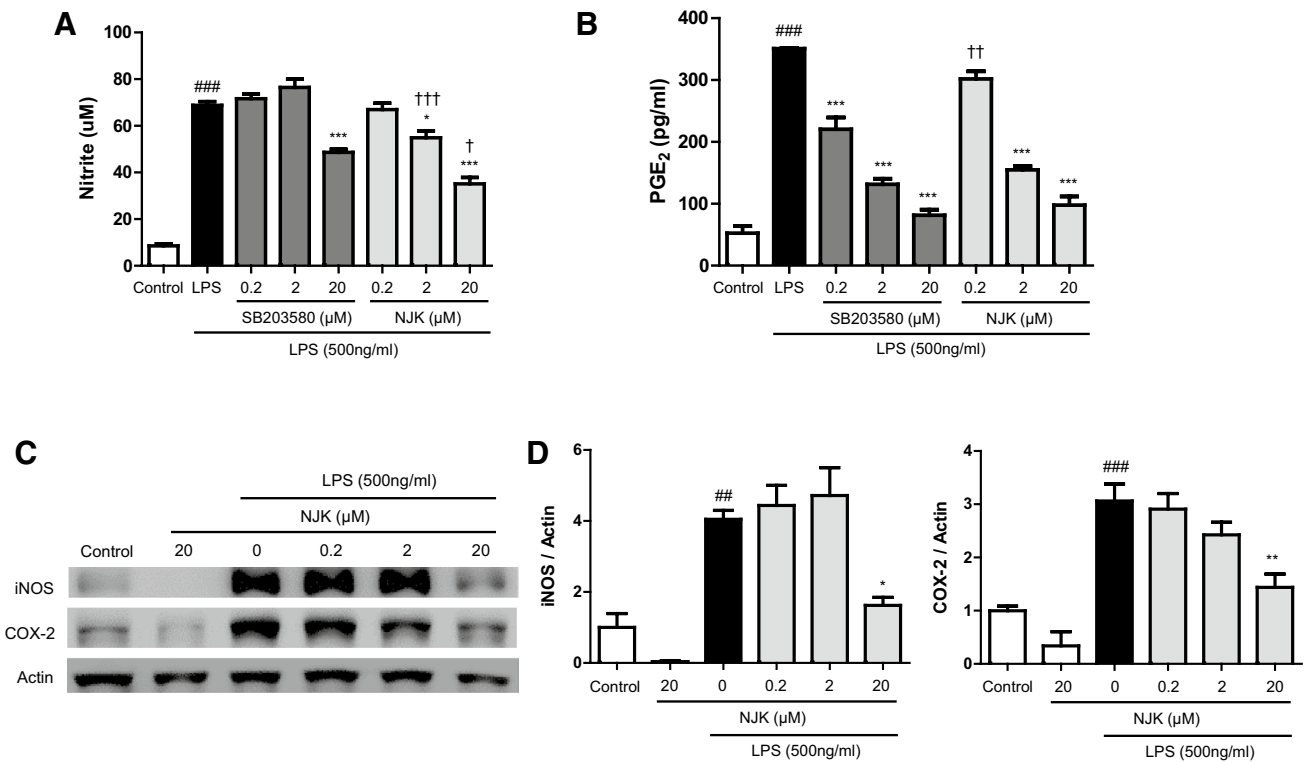 A
Nitrite (uM)
100
80
60
40
20
0
###
***
†††
*
†
***
Control LPS 0.2 2 20 0.2 2 20
SB203580 (µM) NJK (µM)
LPS (500ng/ml)
B
PGE2 (pg/ml)
400
300
200
100
0
###
***
***
***
††
***
***
Control LPS 0.2 2 20 0.2 2 20
SB203580 (µM) NJK (µM)
LPS (500ng/ml)
C
LPS (500ng/ml)
NJK (µM)
Control 20 0 0.2 2 20
iNOS
COX-2
Actin
D
iNOS / Actin
6
4
2
0
##
*
Control 20 0 0.2 2 20
NJK (µM)
LPS (500ng/ml)
COX-2 / Actin
4
3
2
1
0
###
**
Control 20 0 0.2 2 20
NJK (µM)
LPS (500ng/ml)